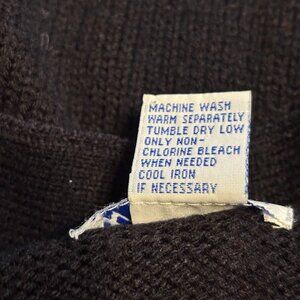 MACHINE WASH
WARM SEPARATELY
TUMBLE DRY LOW
ONLY NON-
CHLORINE BLEACH
WHEN NEEDED
COOL IRON
IF NECESSARY